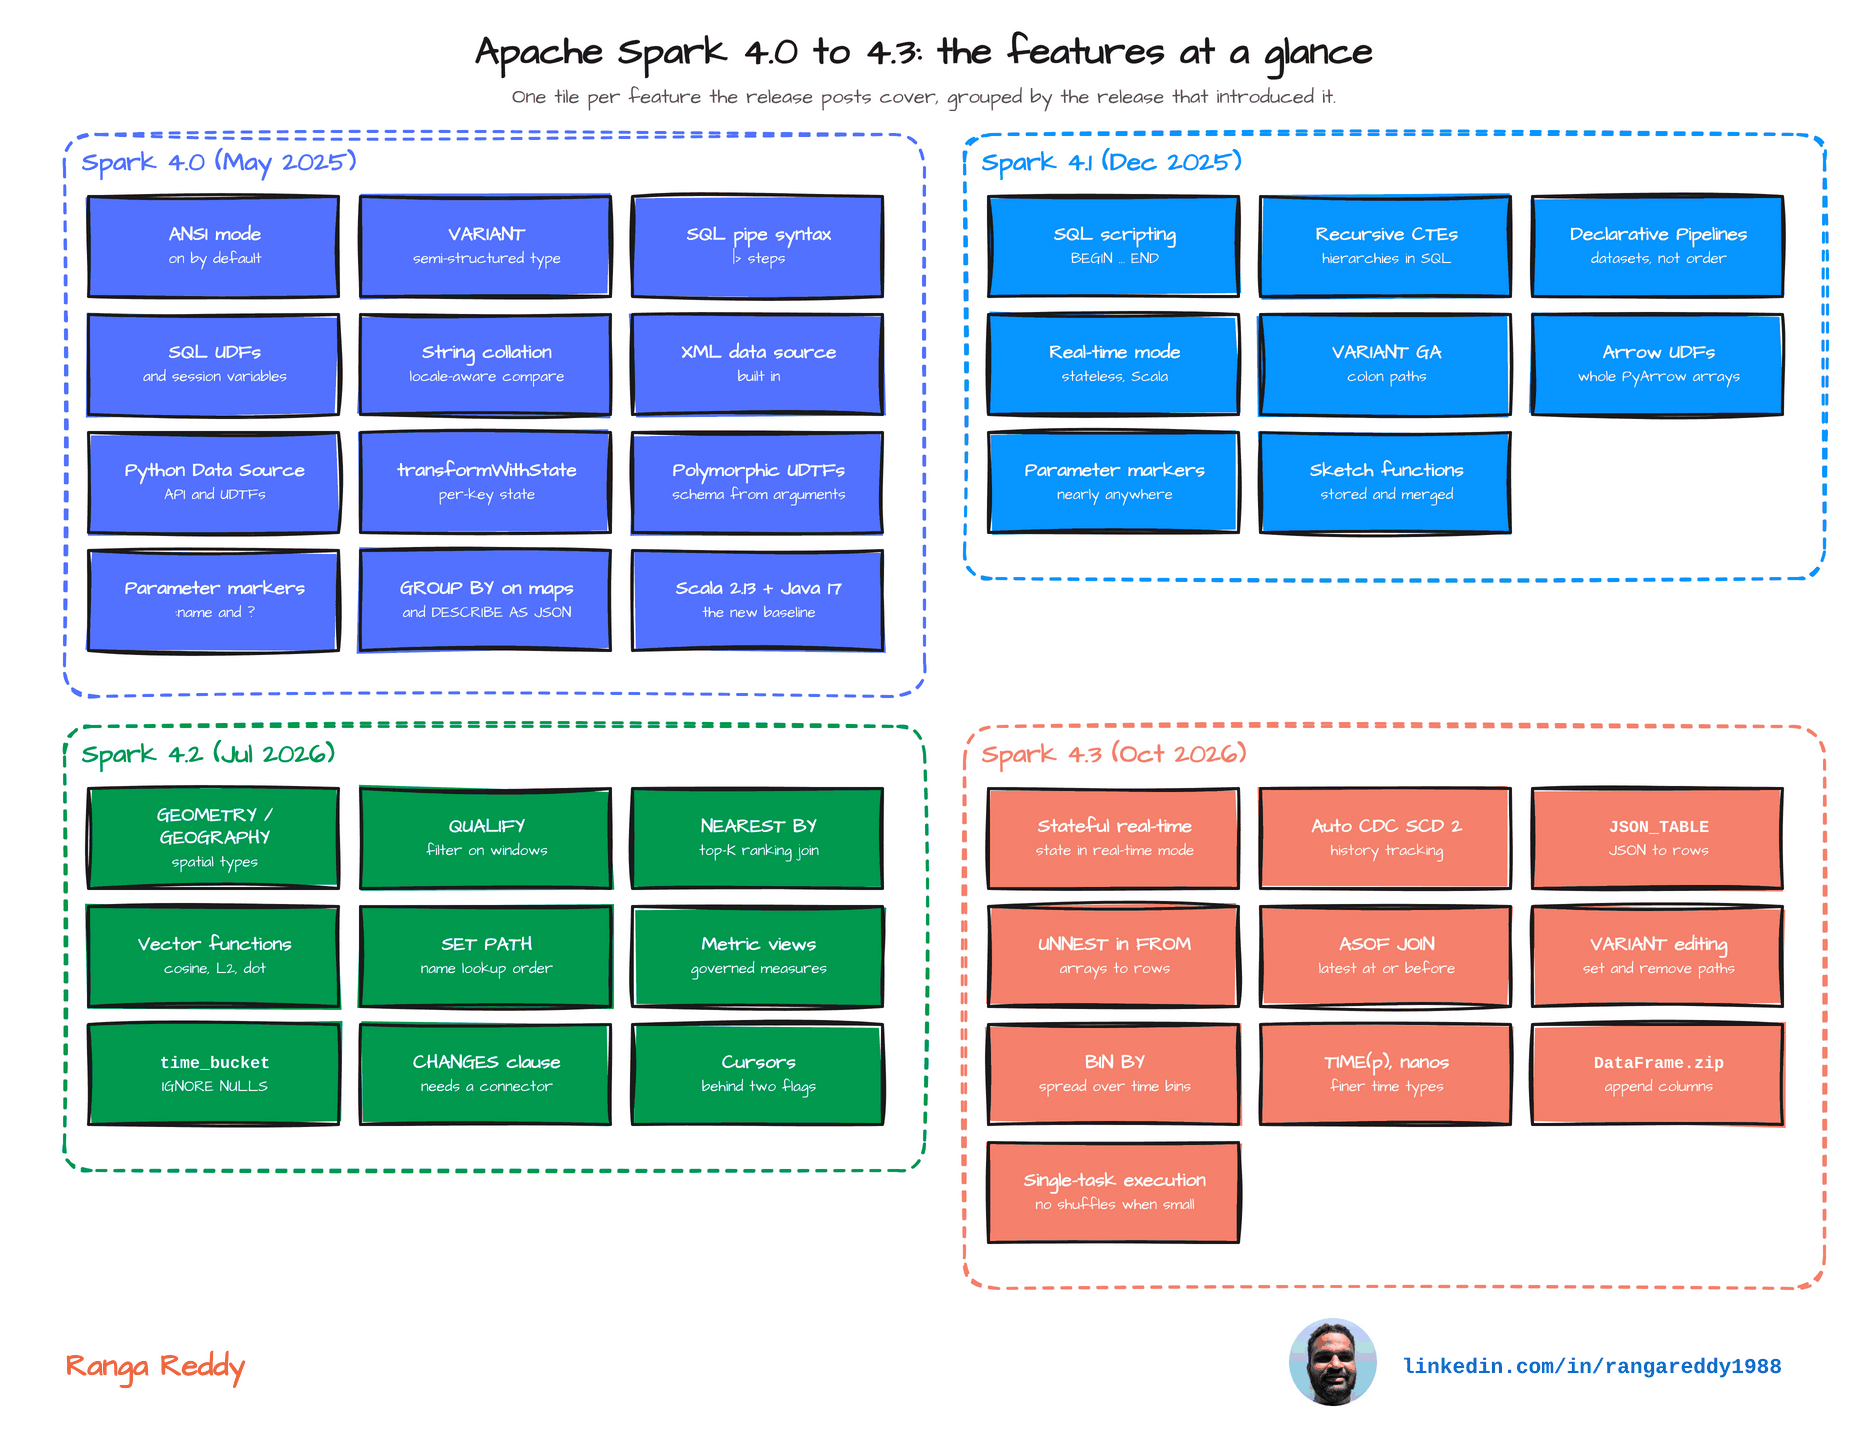 Apache Spark 4.0 to 4.3: the features at a glance
One tile per feature the release posts cover, grouped by the release that introduced it.
Spark 4.0 (May 2025)
ANSI mode
on by default
VARIANT
semi-structured type
SQL pipe syntax
|> steps
SQL UDFs
and session variables
String collation
locale-aware compare
XML data source
built in
Python Data Source
API and UDTFs
transformWithState
per-key state
Polymorphic UDTFs
schema from arguments
Parameter markers
:name and ?
GROUP BY on maps
and DESCRIBE AS JSON
Scala 2.13 + Java 17
the new baseline
Spark 4.1 (Dec 2025)
SQL scripting
BEGIN ... END
Recursive CTEs
hierarchies in SQL
Declarative Pipelines
datasets, not order
Real-time mode
stateless, Scala
VARIANT GA
colon paths
Arrow UDFs
whole PyArrow arrays
Parameter markers
nearly anywhere
Sketch functions
stored and merged
Spark 4.2 (Jul 2026)
GEOMETRY /
GEOGRAPHY
spatial types
QUALIFY
filter on windows
NEAREST BY
top-K ranking join
Vector functions
cosine, L2, dot
SET PATH
name lookup order
Metric views
governed measures
time_bucket
IGNORE NULLS
CHANGES clause
needs a connector
Cursors
behind two flags
Spark 4.3 (Oct 2026)
Stateful real-time
state in real-time mode
Auto CDC SCD 2
history tracking
JSON_TABLE
JSON to rows
UNNEST in FROM
arrays to rows
ASOF JOIN
latest at or before
VARIANT editing
set and remove paths
BIN BY
spread over time bins
TIME(p), nanos
finer time types
DataFrame.zip
append columns
Single-task execution
no shuffles when small
Ranga Reddy
linkedin.com/in/rangareddy1988